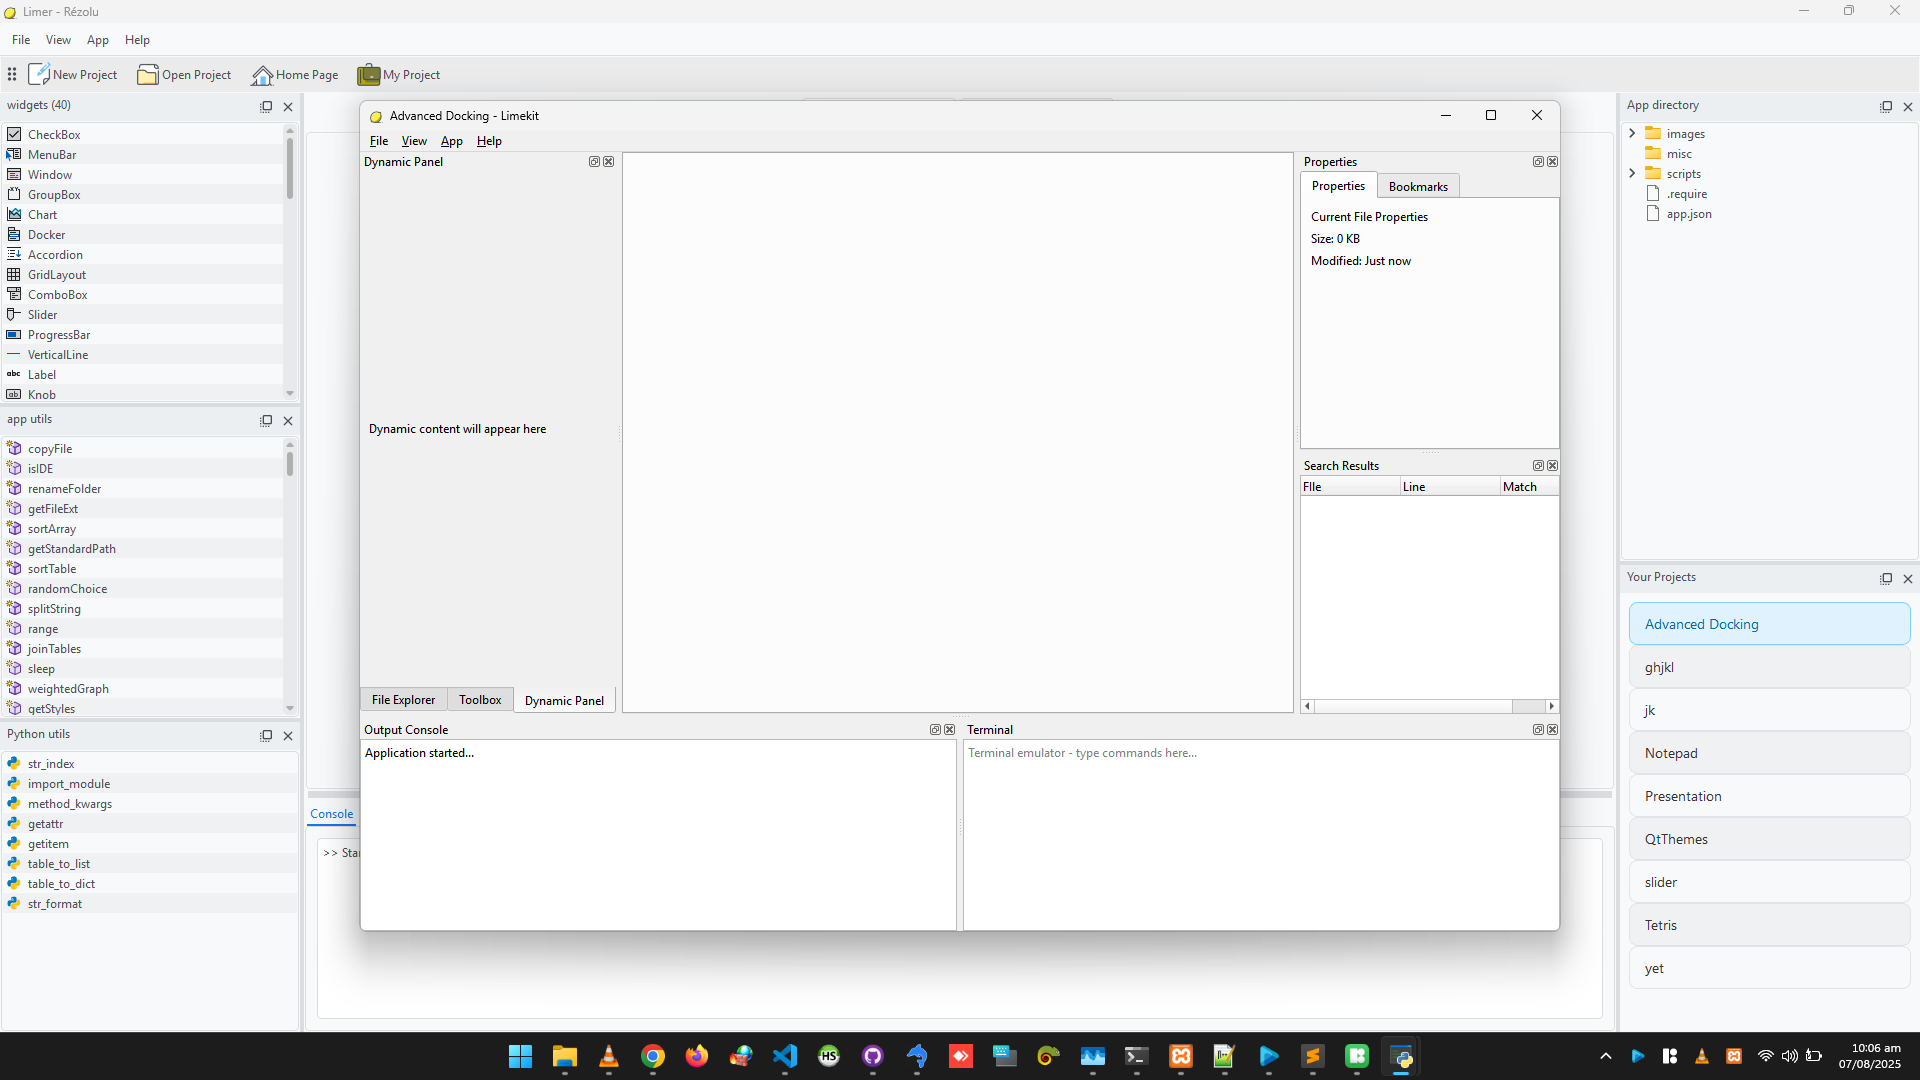 Limer - Rézolu
File View App Help
New Project Open Project Home Page My Project
widgets (40)
CheckBox
MenuBar
Window
GroupBox
Chart
Docker
Accordion
GridLayout
ComboBox
Slider
ProgressBar
VerticalLine
abc Label
ab Knob
app utils
copyFile
isIDE
renameFolder
getFileExt
sortArray
getStandardPath
sortTable
randomChoice
splitString
range
joinTables
sleep
weightedGraph
getStyles
Python utils
str_index
import_module
method_kwargs
getattr
getitem
table_to_list
table_to_dict
str_format
Advanced Docking - Limekit
File View App Help
Dynamic Panel
Dynamic content will appear here
File Explorer Toolbox Dynamic Panel
Properties
Properties Bookmarks
Current File Properties
Size: 0 KB
Modified: Just now
Search Results
FIle Line Match
Output Console
Application started...
Terminal
Terminal emulator - type commands here...
Console
>> Sta
App directory
images
misc
scripts
.require
app.json
Your Projects
Advanced Docking
ghjkl
jk
Notepad
Presentation
QtThemes
slider
Tetris
yet
HS
10:06 am
07/08/2025